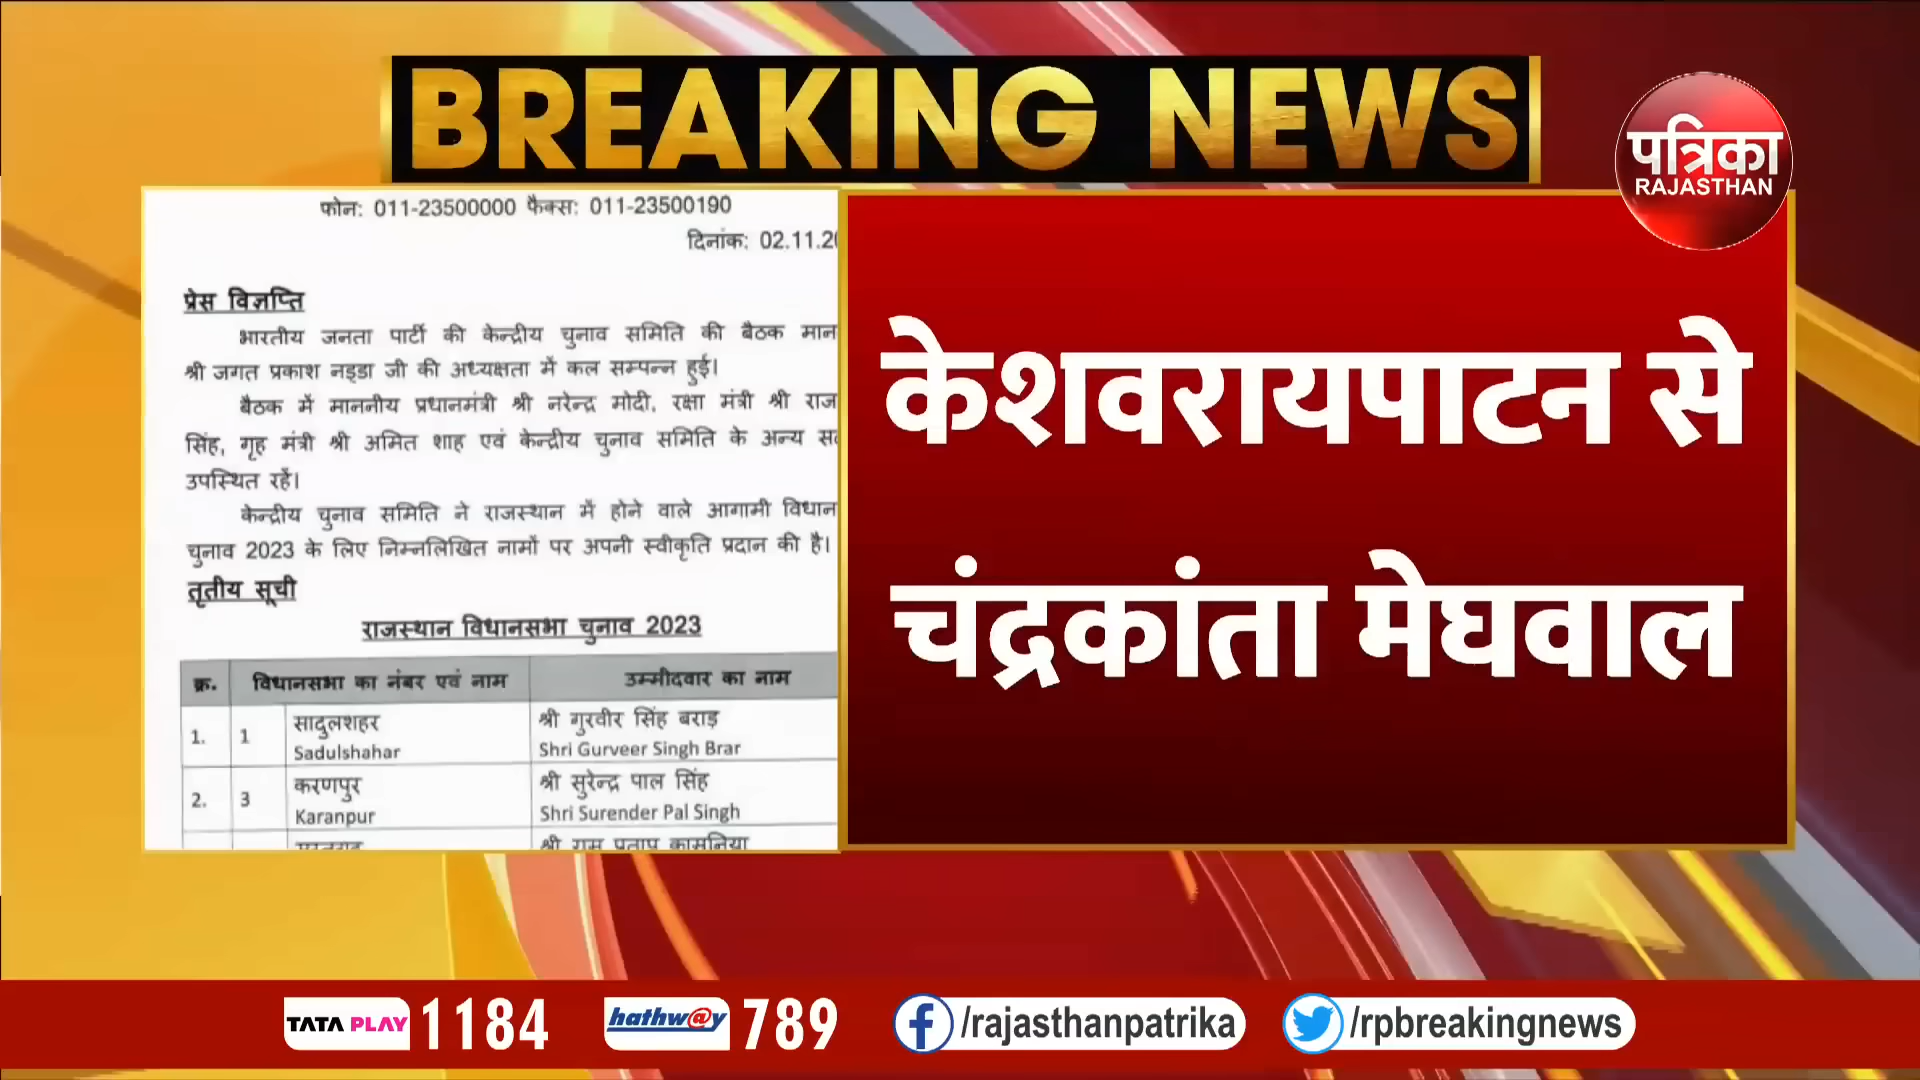 BREAKING NEWS
पत्रिका
RAJASTHAN
फोन: 011-23500000 फैक्स: 011-23500190
दिनांक: 02.11.20
प्रेस विज्ञप्ति
भारतीय जनता पार्टी की केन्द्रीय चुनाव समिति की बैठक मान
श्री जगत प्रकाश नड्डा जी की अध्यक्षता में कल सम्पन्न हुई।
बैठक में माननीय प्रधानमंत्री श्री नरेन्द्र मोदी, रक्षा मंत्री श्री राज
सिंह, गृह मंत्री श्री अमित शाह एवं केन्द्रीय चुनाव समिति के अन्य
उपस्थित रहें।
केन्द्रीय चुनाव समिति ने राजस्थान में होने वाले आगामी विधान
चुनाव 2023 के लिए निम्नलिखित नामों पर अपनी स्वीकृति प्रदान की है।
तृतीय सूची
राजस्थान विधानसभा चुनाव 2023
क्र. विधानसभा का नंबर एवं नाम उम्मीदवार का नाम
1. 1 सादुलशहर श्री गुरवीर सिंह बराड़
Sadulshahar Shri Gurveer Singh Brar
2. 3 करणपुर श्री सुरेन्द्र पाल सिंह
Karanpur Shri Surender Pal Singh
श्री राम प्रताप कासनिया
केशवरायपाटन से
चंद्रकांता मेघवाल
TATA PLAY 1184 hathw@y 789 /rajasthanpatrika /rpbreakingnews